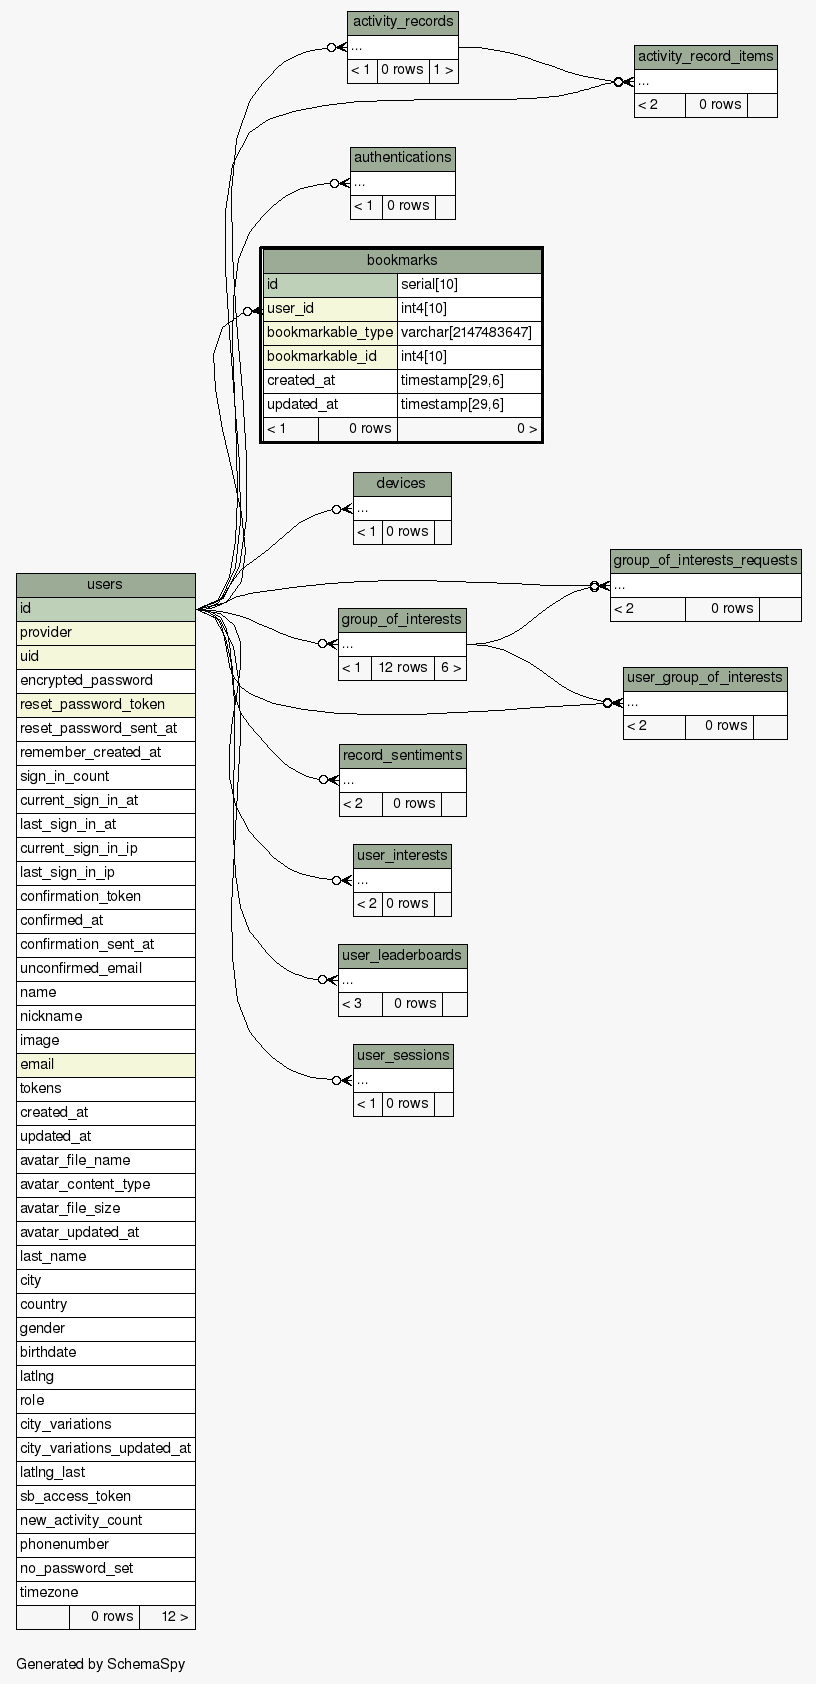 activity_records
...
< 1 0 rows 1 >
activity_record_items
...
< 2 0 rows
authentications
...
< 1 0 rows
bookmarks
id serial[10]
user_id int4[10]
bookmarkable_type varchar[2147483647]
bookmarkable_id int4[10]
created_at timestamp[29,6]
updated_at timestamp[29,6]
< 1 0 rows 0 >
devices
...
< 1 0 rows
group_of_interests_requests
...
< 2 0 rows
group_of_interests
...
< 1 12 rows 6 >
user_group_of_interests
...
< 2 0 rows
record_sentiments
...
< 2 0 rows
user_interests
...
< 2 0 rows
user_leaderboards
...
< 3 0 rows
user_sessions
...
< 1 0 rows
users
id
provider
uid
encrypted_password
reset_password_token
reset_password_sent_at
remember_created_at
sign_in_count
current_sign_in_at
last_sign_in_at
current_sign_in_ip
last_sign_in_ip
confirmation_token
confirmed_at
confirmation_sent_at
unconfirmed_email
name
nickname
image
email
tokens
created_at
updated_at
avatar_file_name
avatar_content_type
avatar_file_size
avatar_updated_at
last_name
city
country
gender
birthdate
latlng
role
city_variations
city_variations_updated_at
latlng_last
sb_access_token
new_activity_count
phonenumber
no_password_set
timezone
0 rows 12 >
Generated by SchemaSpy